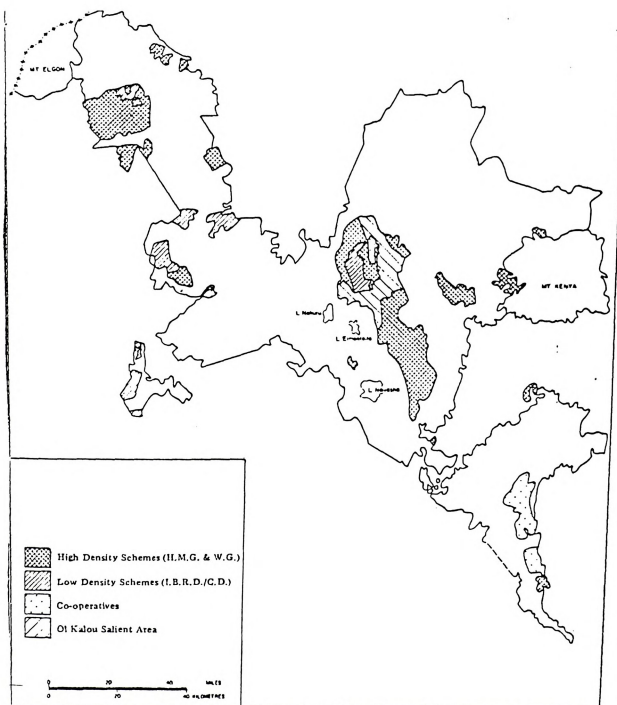 MT ELGON
MT KENYA
L Nakuru
L Elmenteita
L Naivasha
High Density Schemes (H.M.G. & W.G.)
Low Density Schemes (I.B.R.D./C.D.)
Co-operatives
Ol Kalou Salient Area
0 20 40 MILES
0 20 40 KILOMETRES